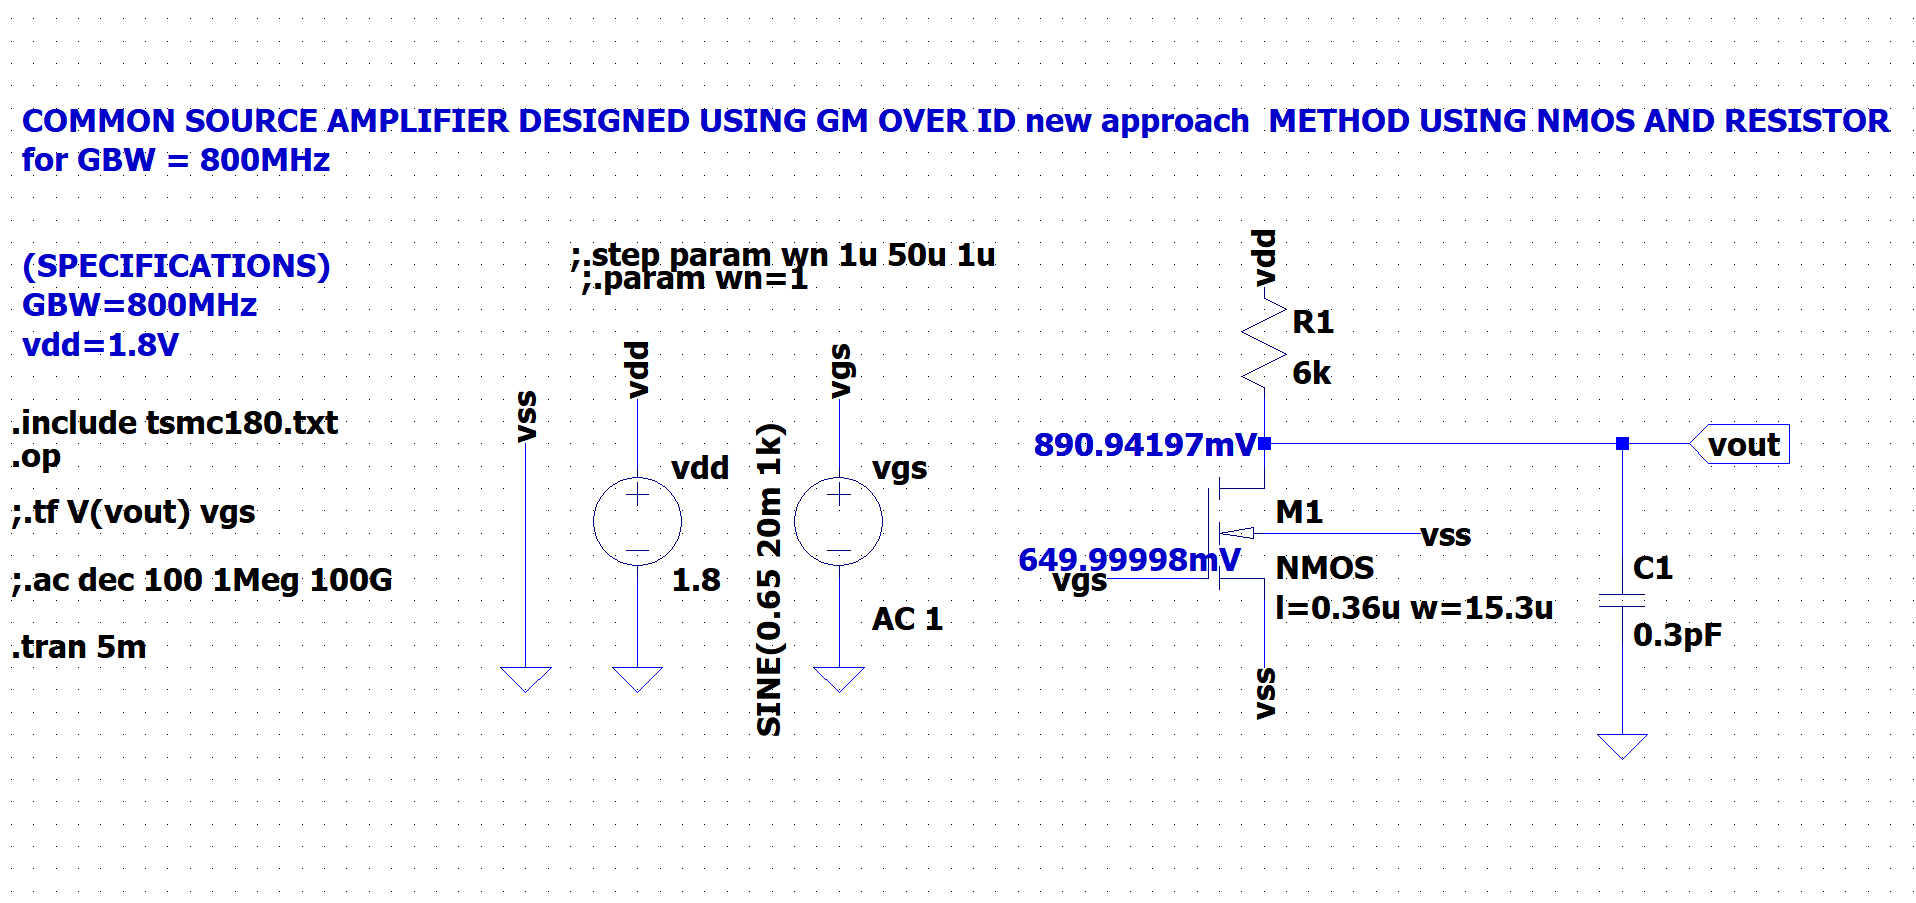 COMMON SOURCE AMPLIFIER DESIGNED USING GM OVER ID new approach  METHOD USING NMOS AND RESISTOR
for GBW = 800MHz
(SPECIFICATIONS)
GBW=800MHz
vdd=1.8V
.include tsmc180.txt
.op
;.tf V(vout) vgs
;.ac dec 100 1Meg 100G
.tran 5m
;.step param wn 1u 50u 1u
;.param wn=1
vss
vdd
vdd
1.8
vgs
vgs
SINE(0.65 20m 1k)
AC 1
vdd
R1
6k
890.94197mV
vout
M1
vss
649.99998mV
vgs
NMOS
l=0.36u w=15.3u
vss
C1
0.3pF